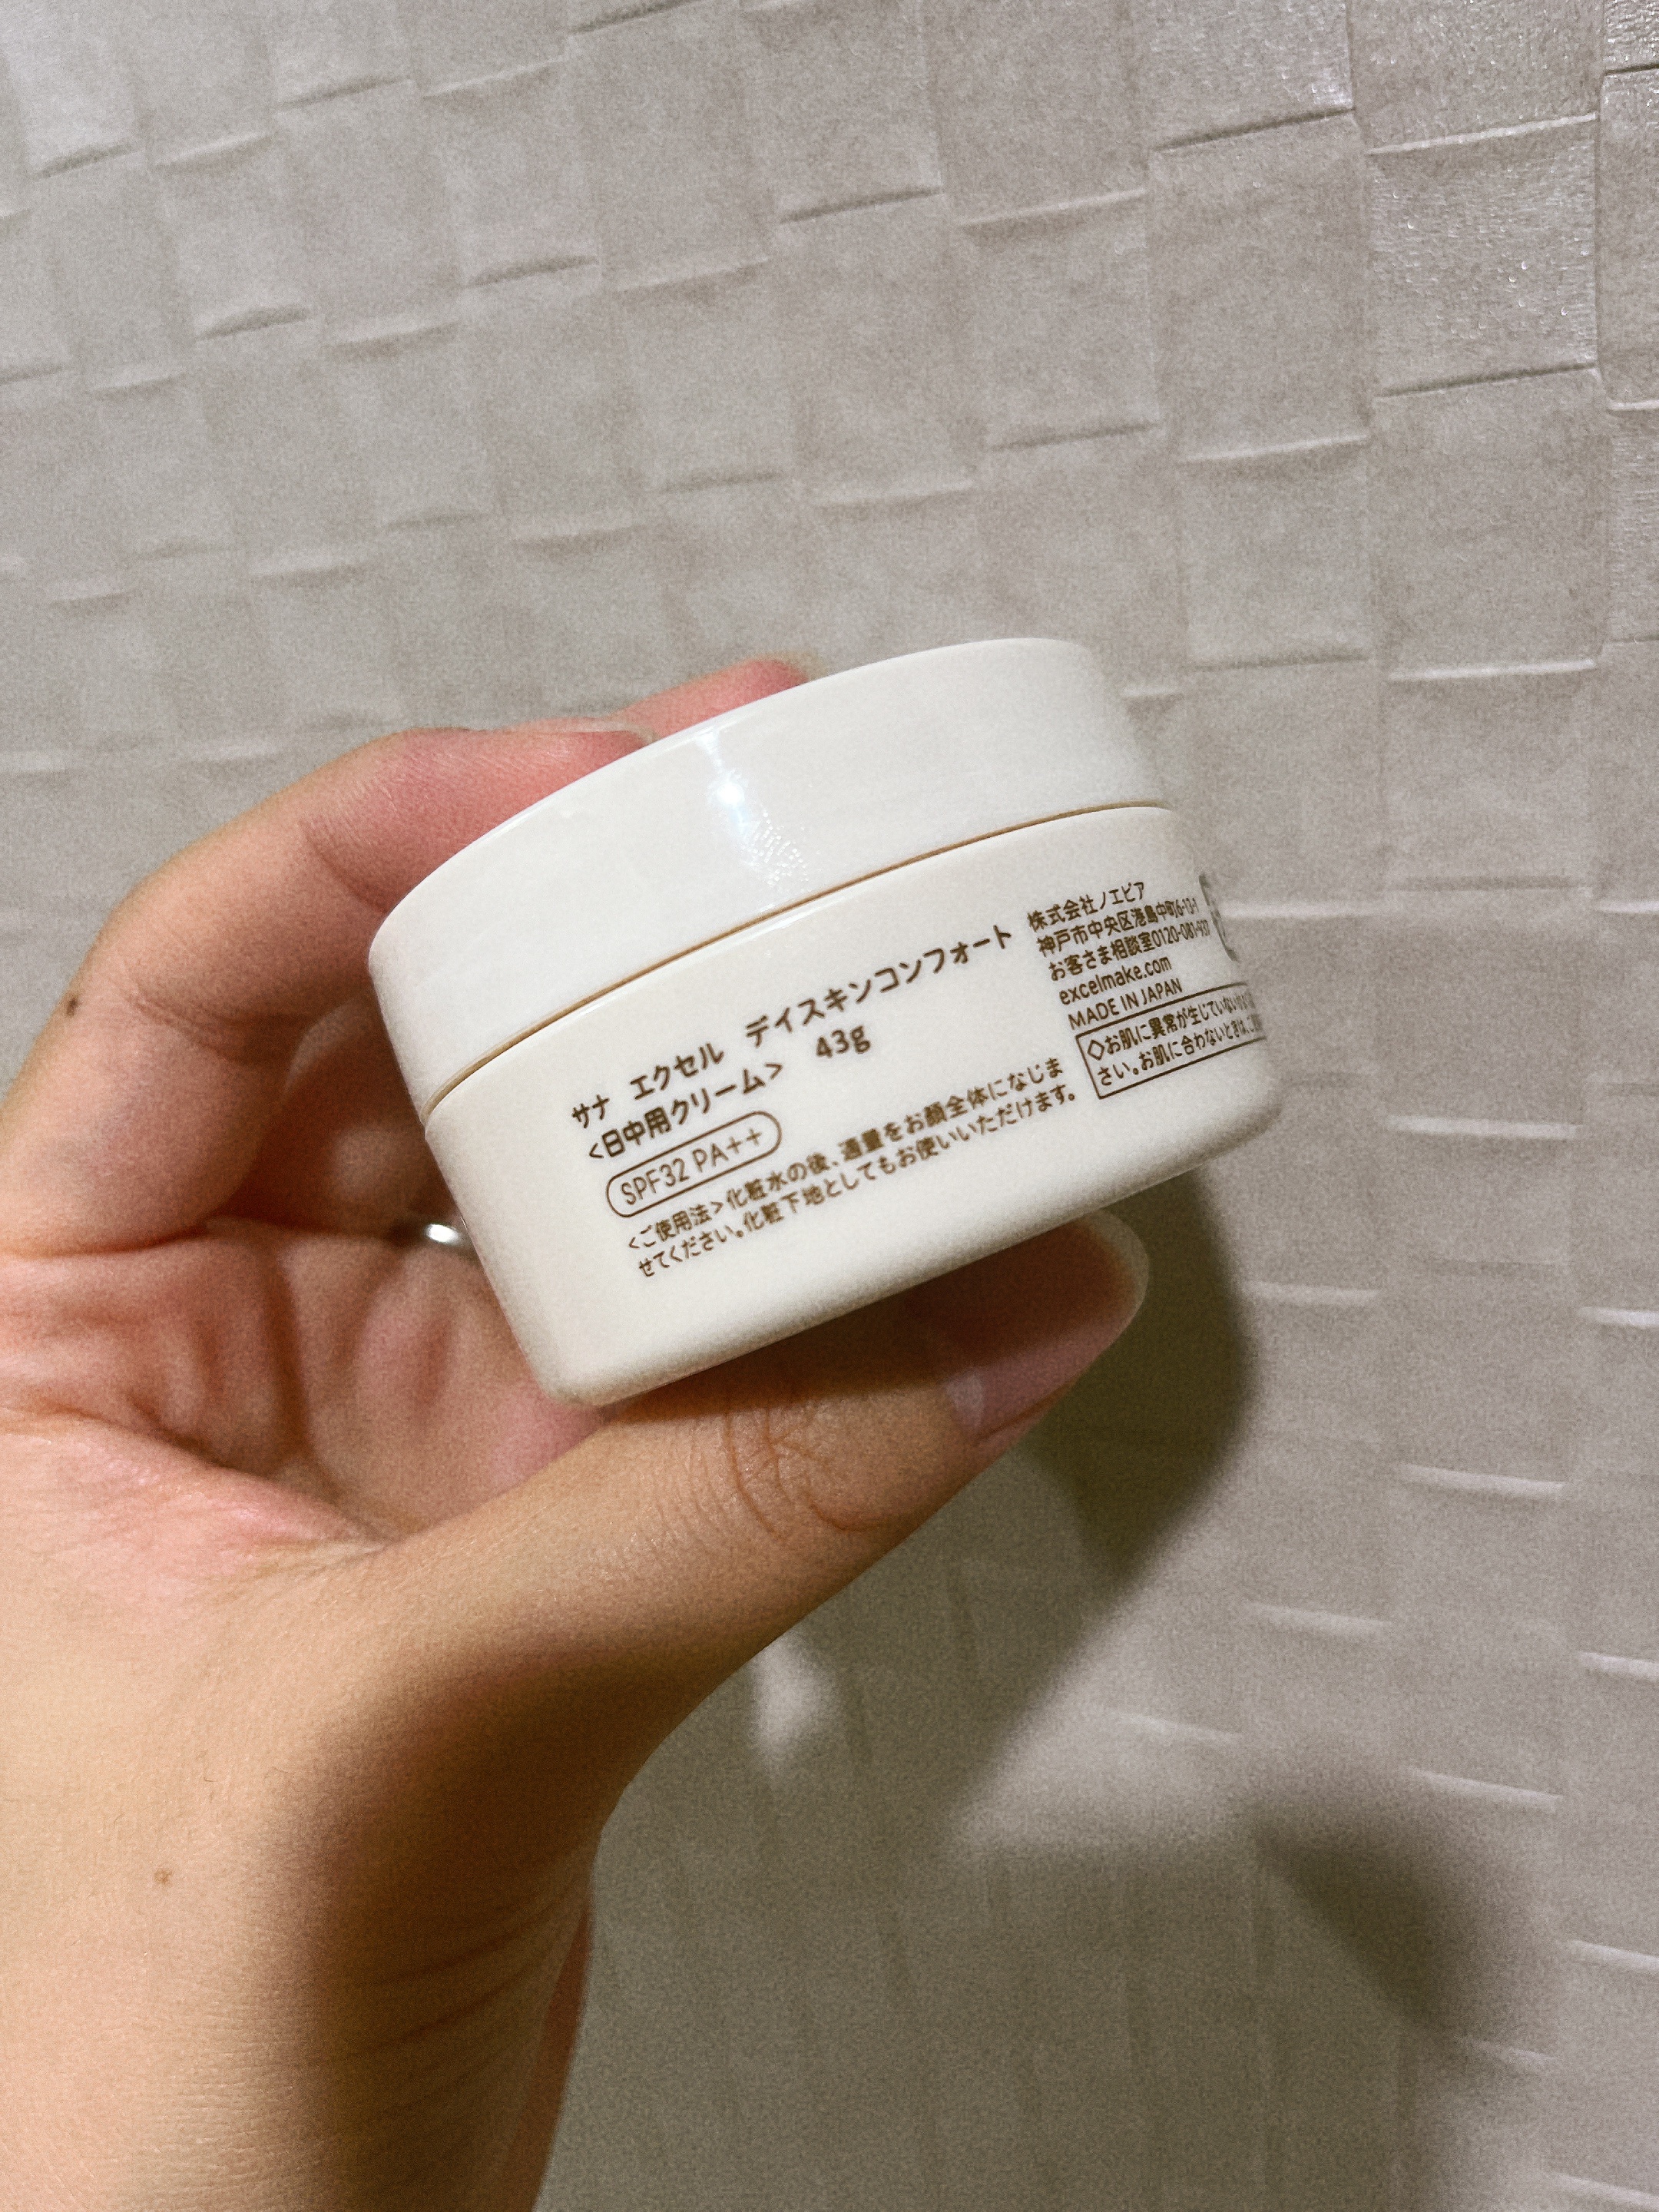 サナ エクセル デイスキンコンフォート
<日中用クリーム> 43g
SPF32 PA++
<ご使用法>化粧水の後、適量をお顔全体になじま
せてください。化粧下地としてもお使いいただけます。
株式会社ノエビア
神戸市中央区港島中町6-13-1
お客さま相談室0120-081-937
excelmake.com
MADE IN JAPAN
◇お肌に異常が生じていないか
さい。お肌に合わないときは、ご